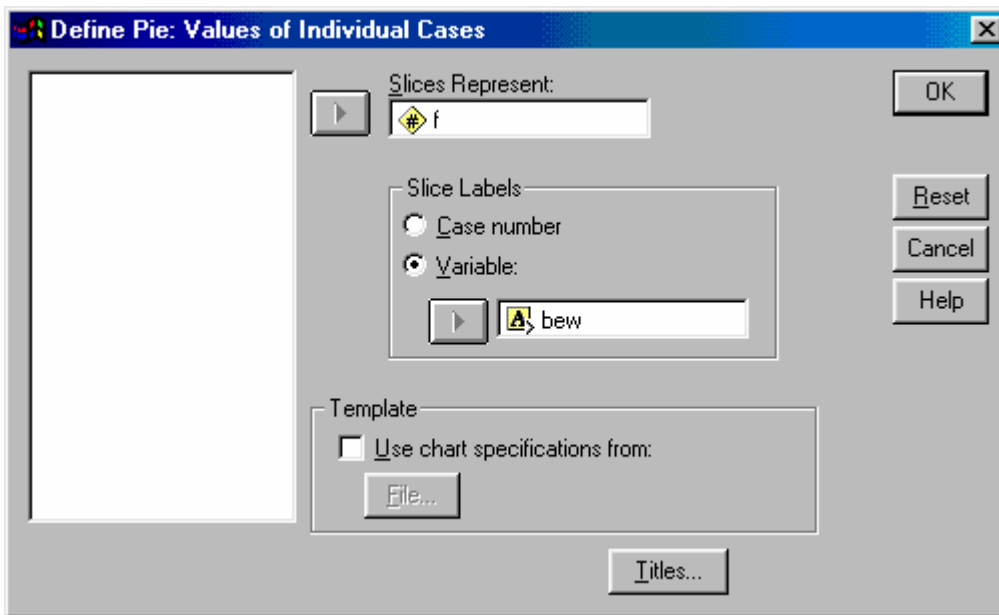 Define Pie: Values of Individual Cases
Slices Represent:
# f
OK
Slice Labels
Case number
Variable:
A bew
Reset
Cancel
Help
Template
Use chart specifications from:
File...
Titles...